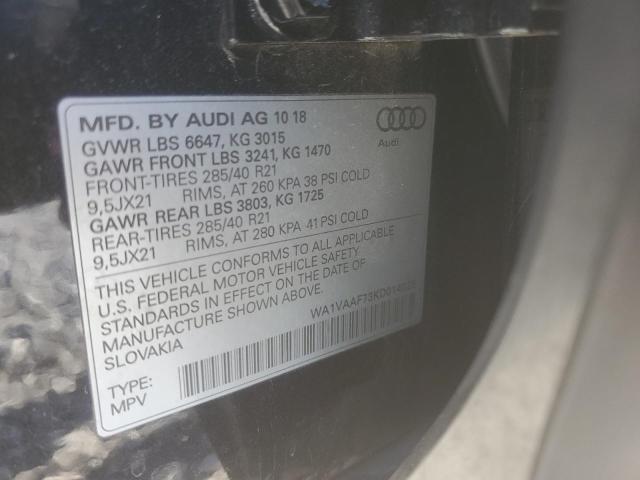 MFD. BY AUDI AG 10 18
GVWR LBS 6647, KG 3015
GAWR FRONT LBS 3241, KG 1470
FRONT-TIRES 285/40 R21
9,5JX21 RIMS, AT 260 KPA 38 PSI COLD
GAWR REAR LBS 3803, KG 1725
REAR-TIRES 285/40 R21
9,5JX21 RIMS, AT 280 KPA 41 PSI COLD
Audi
THIS VEHICLE CONFORMS TO ALL APPLICABLE
U.S. FEDERAL MOTOR VEHICLE SAFETY
STANDARDS IN EFFECT ON THE DATE OF
MANUFACTURE SHOWN ABOVE.
SLOVAKIA
TYPE:
MPV